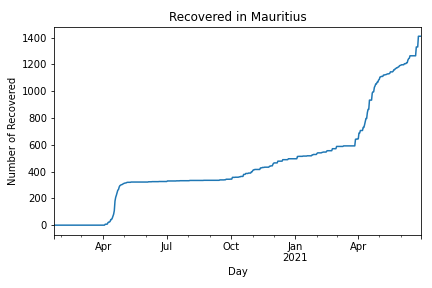 Recovered in Mauritius
1400
1200
1000
800
600
400
200
0
Number of Recovered
Apr
Jul
Oct
Jan
2021
Apr
Day